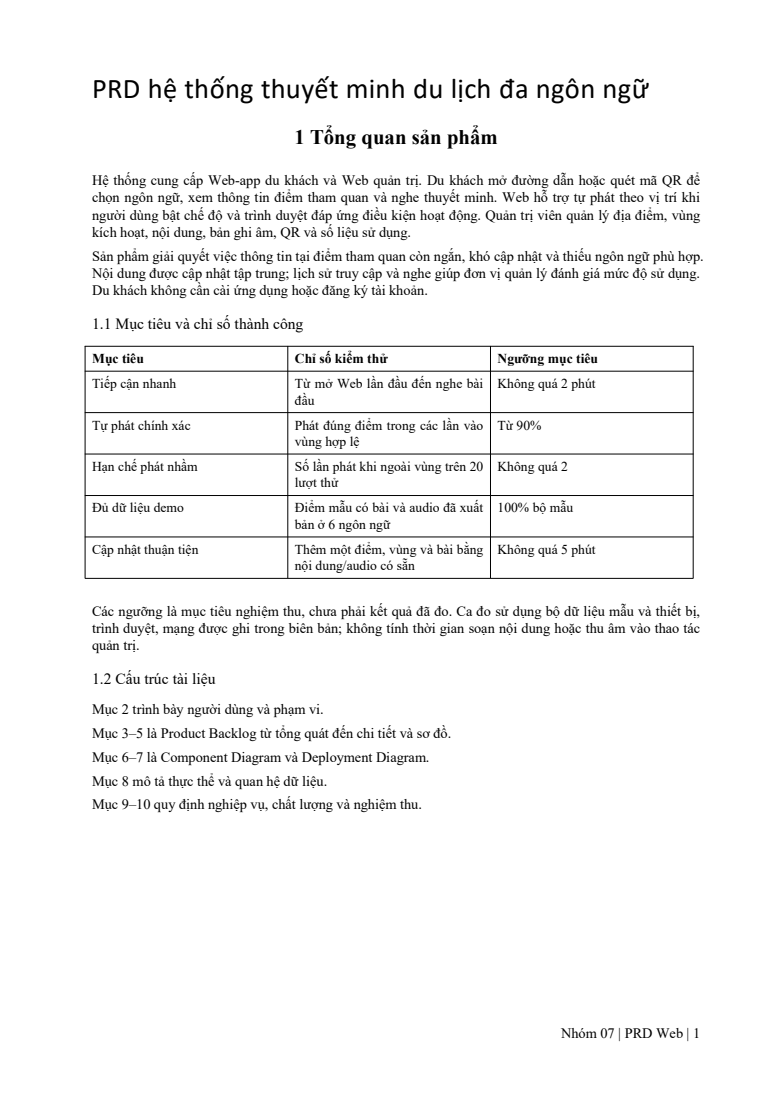 PRD hệ thống thuyết minh du lịch đa ngôn ngữ
1 Tổng quan sản phẩm
Hệ thống cung cấp Web-app du khách và Web quản trị. Du khách mở đường dẫn hoặc quét mã QR để
chọn ngôn ngữ, xem thông tin điểm tham quan và nghe thuyết minh. Web hỗ trợ tự phát theo vị trí khi
người dùng bật chế độ và trình duyệt đáp ứng điều kiện hoạt động. Quản trị viên quản lý địa điểm, vùng
kích hoạt, nội dung, bản ghi âm, QR và số liệu sử dụng.
Sản phẩm giải quyết việc thông tin tại điểm tham quan còn ngắn, khó cập nhật và thiếu ngôn ngữ phù hợp.
Nội dung được cập nhật tập trung; lịch sử truy cập và nghe giúp đơn vị quản lý đánh giá mức độ sử dụng.
Du khách không cần cài ứng dụng hoặc đăng ký tài khoản.
1.1 Mục tiêu và chỉ số thành công
Mục tiêu Chỉ số kiểm thử Ngưỡng mục tiêu
Tiếp cận nhanh Từ mở Web lần đầu đến nghe bài Không quá 2 phút
đầu
Tự phát chính xác Phát đúng điểm trong các lần vào Từ 90%
vùng hợp lệ
Hạn chế phát nhầm Số lần phát khi ngoài vùng trên 20 Không quá 2
lượt thử
Đủ dữ liệu demo Điểm mẫu có bài và audio đã xuất 100% bộ mẫu
bản ở 6 ngôn ngữ
Cập nhật thuận tiện Thêm một điểm, vùng và bài bằng Không quá 5 phút
nội dung/audio có sẵn
Các ngưỡng là mục tiêu nghiệm thu, chưa phải kết quả đã đo. Ca đo sử dụng bộ dữ liệu mẫu và thiết bị,
trình duyệt, mạng được ghi trong biên bản; không tính thời gian soạn nội dung hoặc thu âm vào thao tác
quản trị.
1.2 Cấu trúc tài liệu
Mục 2 trình bày người dùng và phạm vi.
Mục 3–5 là Product Backlog từ tổng quát đến chi tiết và sơ đồ.
Mục 6–7 là Component Diagram và Deployment Diagram.
Mục 8 mô tả thực thể và quan hệ dữ liệu.
Mục 9–10 quy định nghiệp vụ, chất lượng và nghiệm thu.
Nhóm 07 | PRD Web | 1